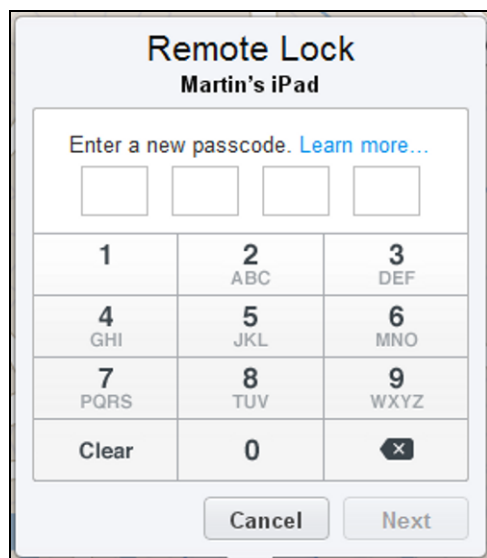 Remote Lock
Martin's iPad
Enter a new passcode. Learn more...
1 2 3
ABC DEF
4 5 6
GHI JKL MNO
7 8 9
PQRS TUV WXYZ
Clear 0
Cancel Next